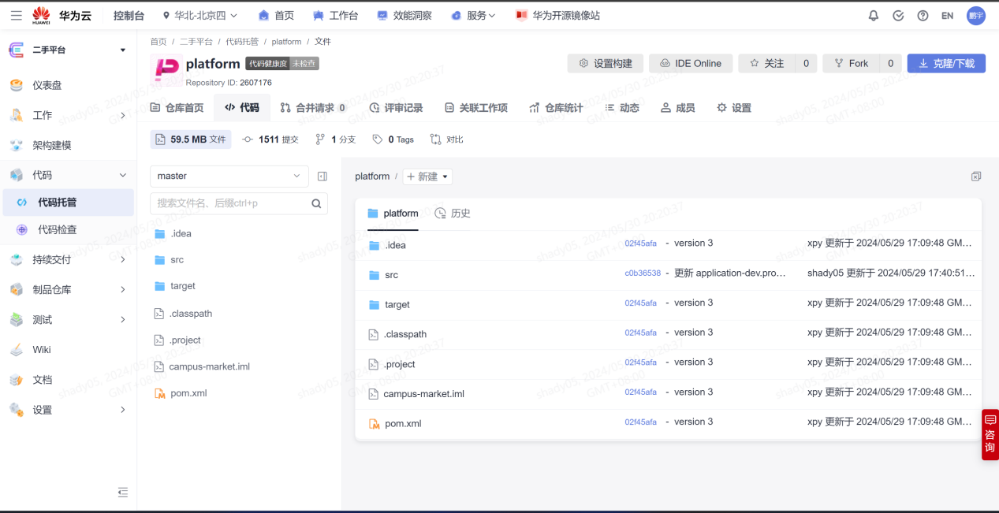 HUAWEI 华为云 控制台 华北-北京四 首页 工作台 效能洞察 服务 华为开源镜像站 EN 鹏宇
二手平台
仪表盘
工作
架构建模
代码
代码托管
代码检查
持续交付
制品仓库
测试
Wiki
文档
设置
首页 / 二手平台 / 代码托管 / platform / 文件
platform 代码健康度 未检查
Repository ID: 2607176
设置构建 IDE Online 关注 0 Fork 0 克隆/下载
仓库首页 代码 合并请求 0 评审记录 关联工作项 仓库统计 动态 成员 设置
59.5 MB 文件 1511 提交 1 分支 0 Tags 对比
master
搜索文件名、后缀ctrl+p
.idea
src
target
.classpath
.project
campus-market.iml
pom.xml
platform / + 新建
platform 历史
.idea 02f45afa - version 3 xpy 更新于 2024/05/29 17:09:48 GM...
src c0b36538 - 更新 application-dev.pro... shady05 更新于 2024/05/29 17:40:51...
target 02f45afa - version 3 xpy 更新于 2024/05/29 17:09:48 GM...
.classpath 02f45afa - version 3 xpy 更新于 2024/05/29 17:09:48 GM...
.project 02f45afa - version 3 xpy 更新于 2024/05/29 17:09:48 GM...
campus-market.iml 02f45afa - version 3 xpy 更新于 2024/05/29 17:09:48 GM...
pom.xml 02f45afa - version 3 xpy 更新于 2024/05/29 17:09:48 GM...
咨询
shady05, 2024/05/30 20:20:37
GMT+08:00